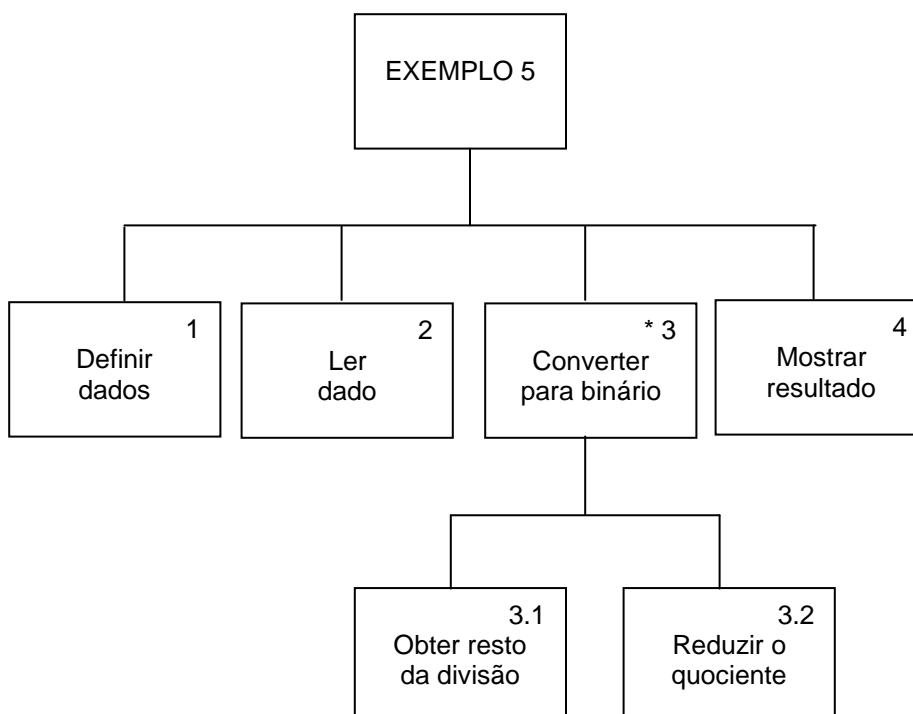 EXEMPLO 5
1
Definir
dados
2
Ler
dado
* 3
Converter
para binário
4
Mostrar
resultado
3.1
Obter resto
da divisão
3.2
Reduzir o
quociente